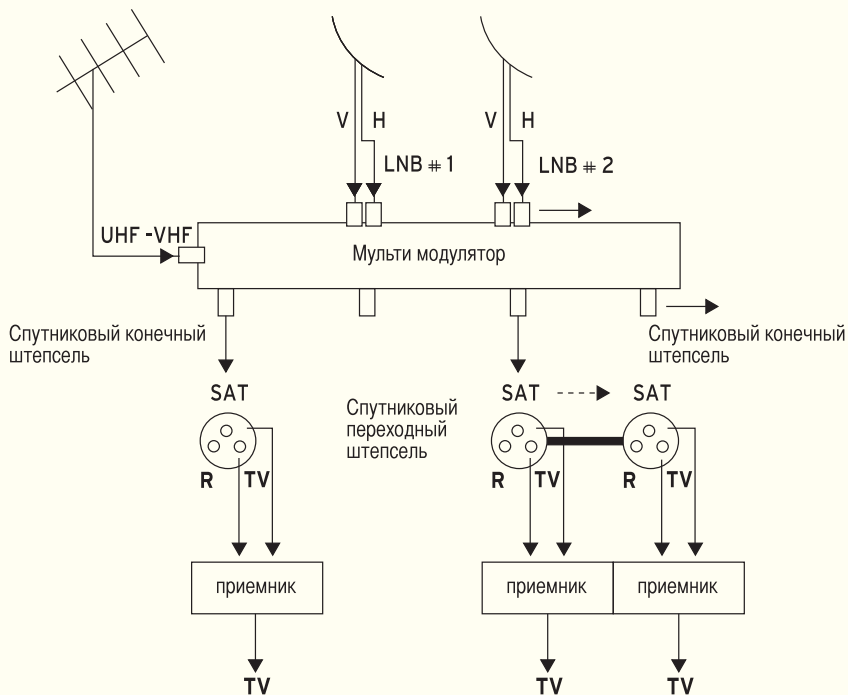 V H
LNB # 1
V H
LNB # 2
UHF -VHF
Мульти модулятор
Спутниковый конечный
штепсель
Спутниковый конечный
штепсель
SAT
Спутниковый
переходный
штепсель
SAT
SAT
R TV
R TV
R TV
приемник
приемник
приемник
TV
TV
TV